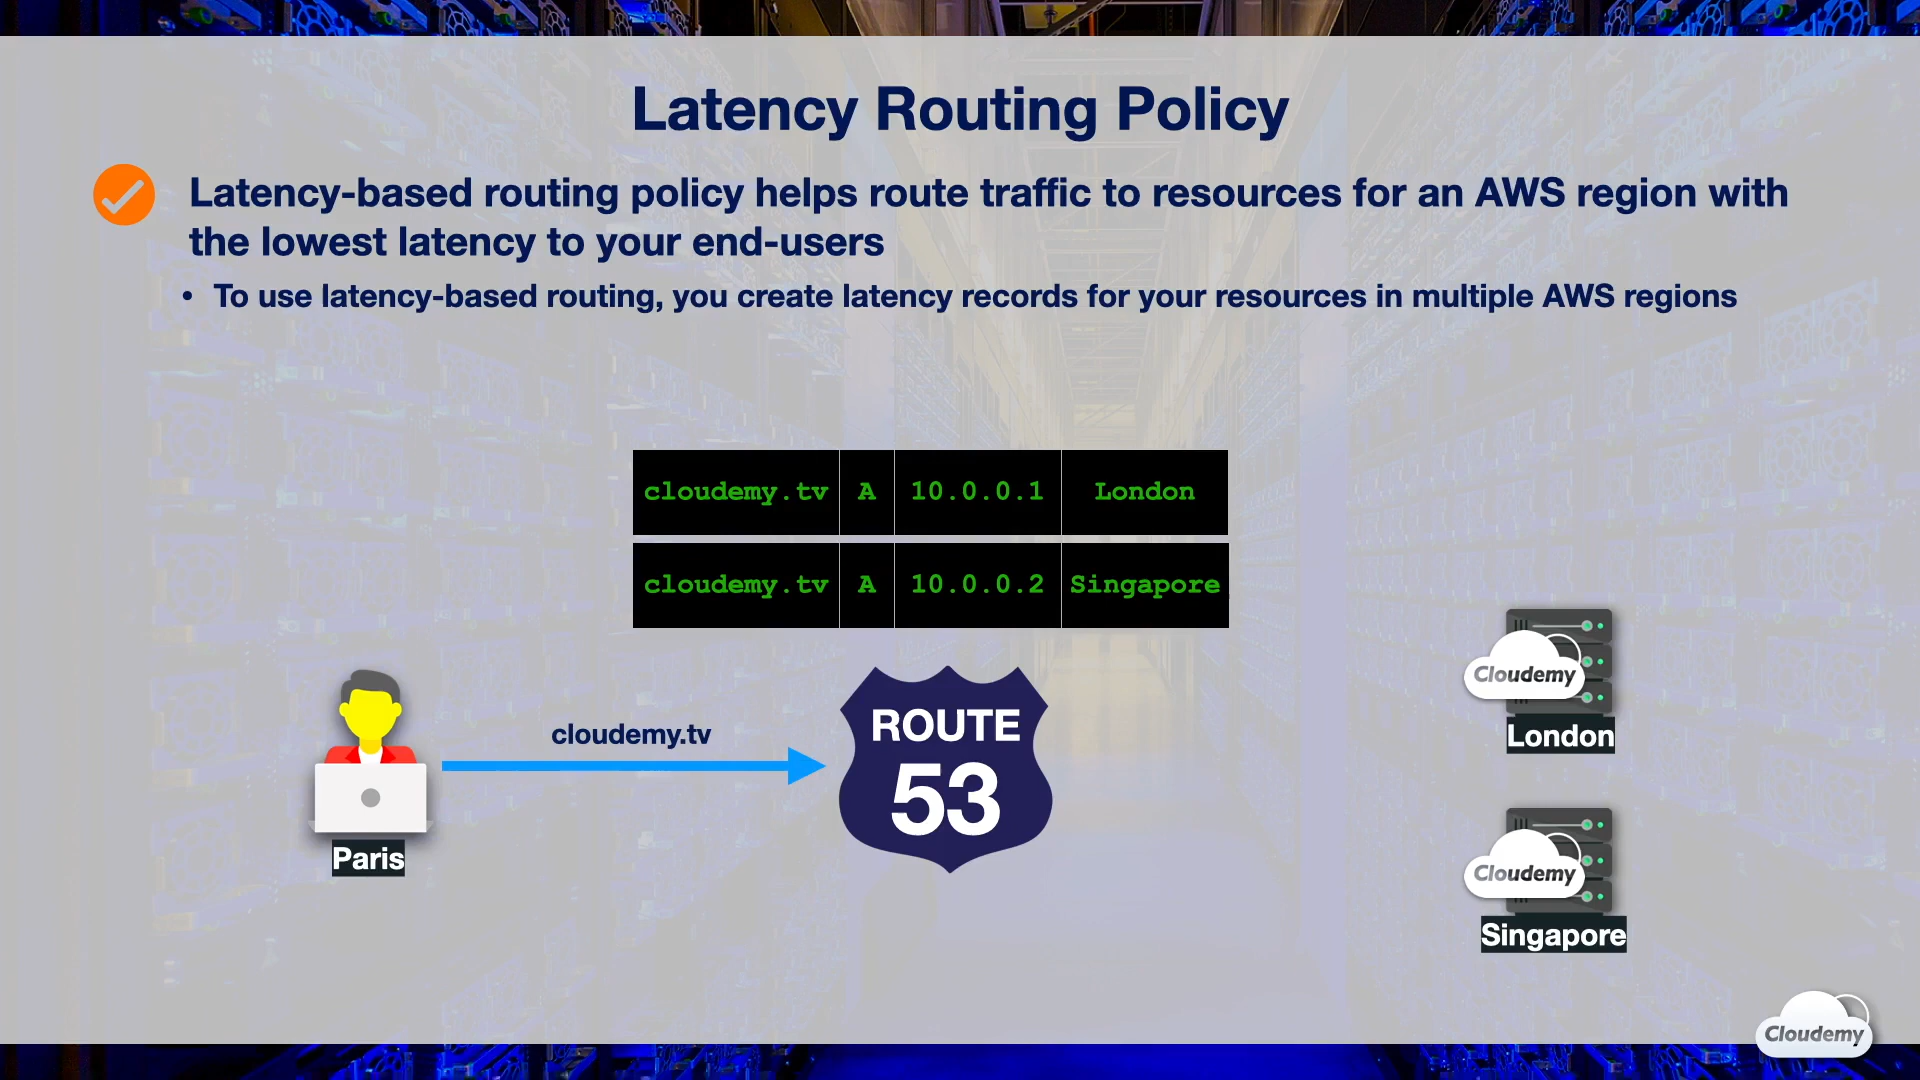 Latency Routing Policy
Latency-based routing policy helps route traffic to resources for an AWS region with
the lowest latency to your end-users
• To use latency-based routing, you create latency records for your resources in multiple AWS regions
cloudemy.tv A 10.0.0.1 London
cloudemy.tv A 10.0.0.2 Singapore
Cloudemy
London
cloudemy.tv
ROUTE
53
Paris
Cloudemy
Singapore
Cloudemy